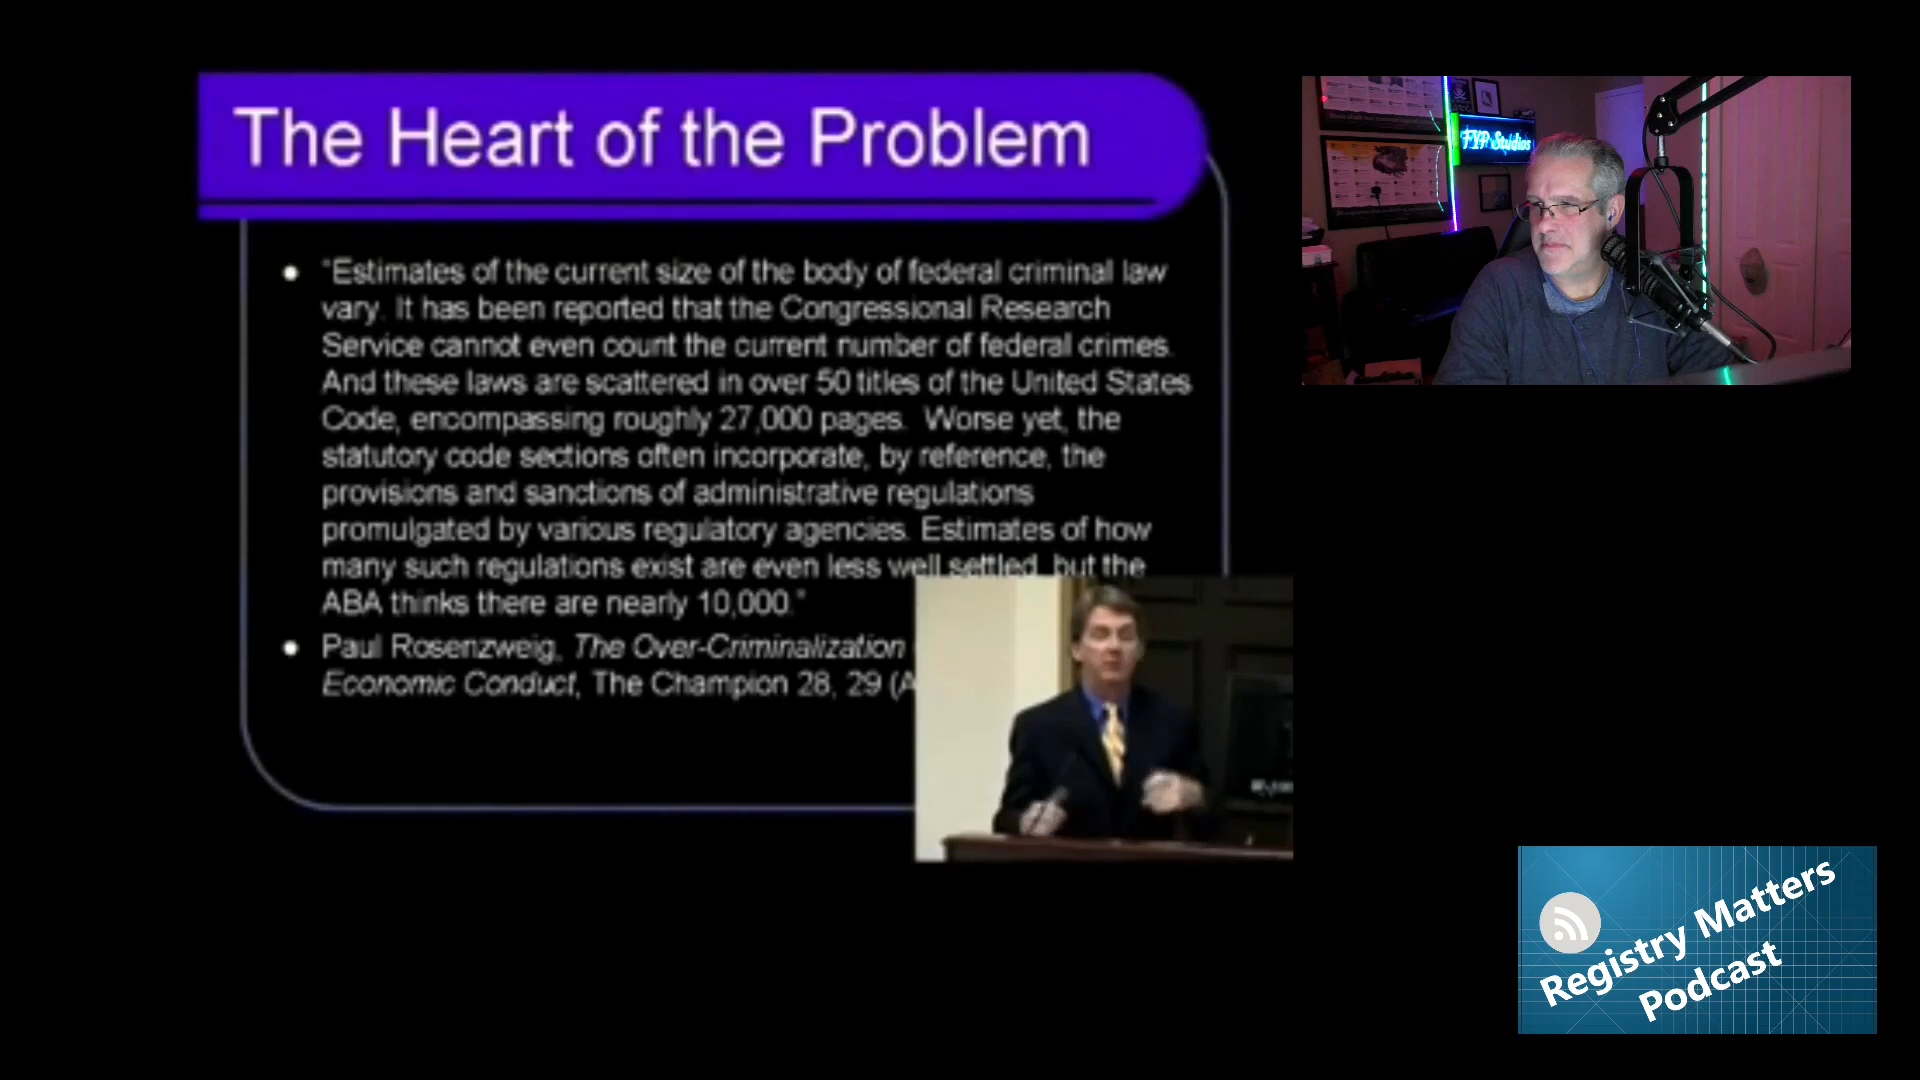 The Heart of the Problem
"Estimates of the current size of the body of federal criminal law
vary. It has been reported that the Congressional Research
Service cannot even count the current number of federal crimes.
And these laws are scattered in over 50 titles of the United States
Code, encompassing roughly 27,000 pages. Worse yet, the
statutory code sections often incorporate, by reference, the
provisions and sanctions of administrative regulations
promulgated by various regulatory agencies. Estimates of how
many such regulations exist are even less well settled, but the
ABA thinks there are nearly 10,000."
Paul Rosenzweig, The Over-Criminalization
Economic Conduct, The Champion 28, 29 (A
FYP Studios
Registry Matters
Podcast